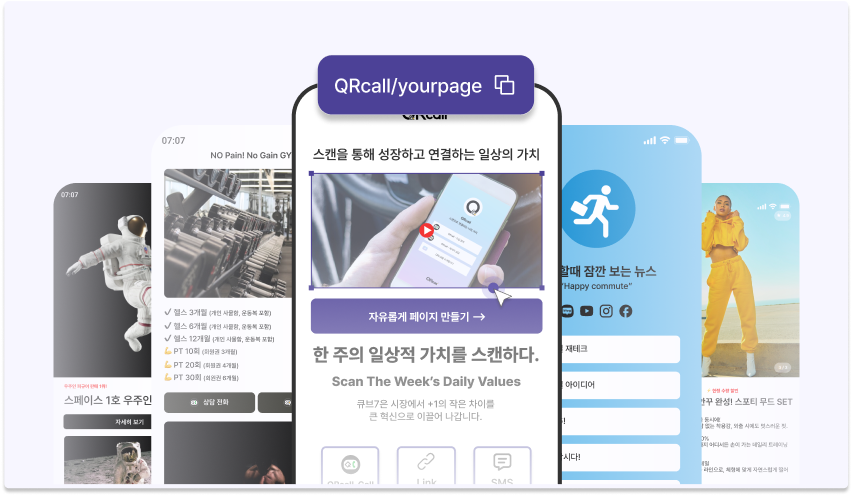 QRcall/yourpage
QRcall
스캔을 통해 성장하고 연결하는 일상의 가치
QRcall
자유롭게 페이지 만들기 →
한 주의 일상적 가치를 스캔하다.
Scan The Week's Daily Values
큐브7은 시장에서 +1의 작은 차이를
큰 혁신으로 이끌어 나갑니다.
QRcall Call
Link
SMS
07:07
NO Pain! No Gain GY
✓ 헬스 3개월 (개인 사물함, 운동복 포함)
✓ 헬스 6개월 (개인 사물함, 운동복 포함)
✓ 헬스 12개월 (개인 사물함, 운동복 포함)
💪 PT 10회 (회원권 3개월)
💪 PT 20회 (회원권 4개월)
💪 PT 30회 (회원권 6개월)
상담 전화
07:07
스페이스 1호 우주인
자세히 보기
할때 잠깐 보는 뉴스
"Happy commute"
재테크
아이디어
합시다!
한꾸 완성! 스포티 무드 SET